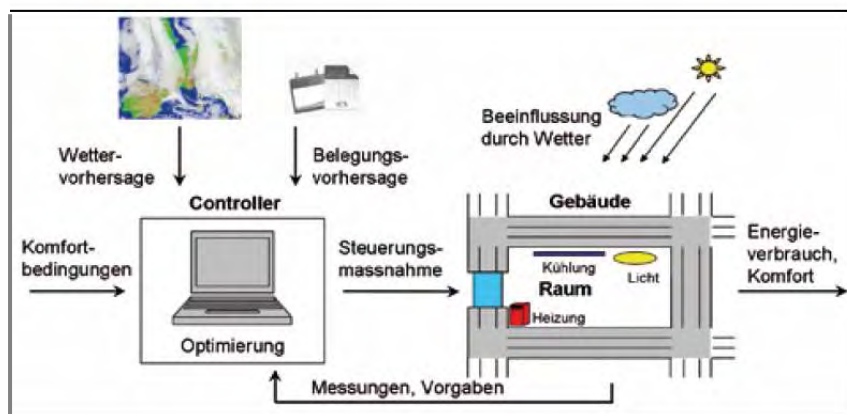 Wetter-
vorhersage
Belegungs-
vorhersage
Beeinflussung
durch Wetter
Controller
Gebäude
Komfort-
bedingungen
Steuerungs-
massnahme
Energie-
verbrauch,
Komfort
Kühlung
Licht
Raum
Heizung
Optimierung
Messungen, Vorgaben